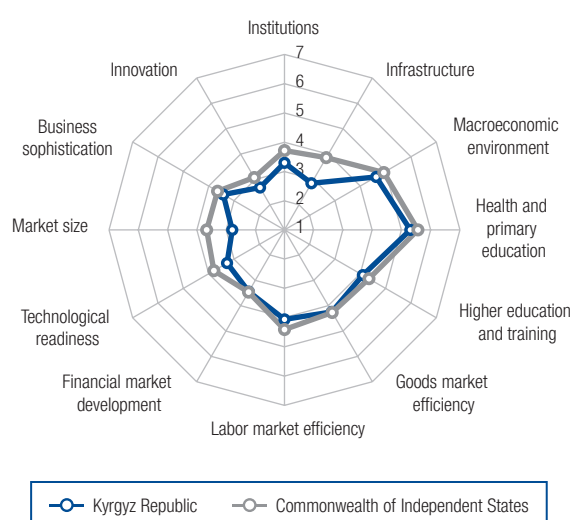 Institutions
7
6
5
4
3
2
1
Infrastructure
Macroeconomic
environment
Health and
primary
education
Higher education
and training
Goods market
efficiency
Labor market efficiency
Financial market
development
Technological
readiness
Market size
Business
sophistication
Innovation
Kyrgyz Republic
Commonwealth of Independent States